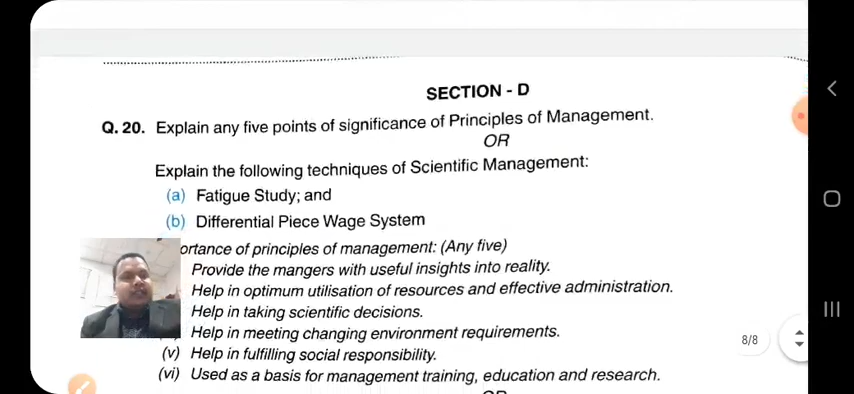 SECTION - D
Q. 20. Explain any five points of significance of Principles of Management.
OR
Explain the following techniques of Scientific Management:
(a) Fatigue Study; and
(b) Differential Piece Wage System
ortance of principles of management: (Any five)
Provide the mangers with useful insights into reality.
Help in optimum utilisation of resources and effective administration.
Help in taking scientific decisions.
Help in meeting changing environment requirements.
8/8
(v) Help in fulfilling social responsibility.
(vi) Used as a basis for management training, education and research.